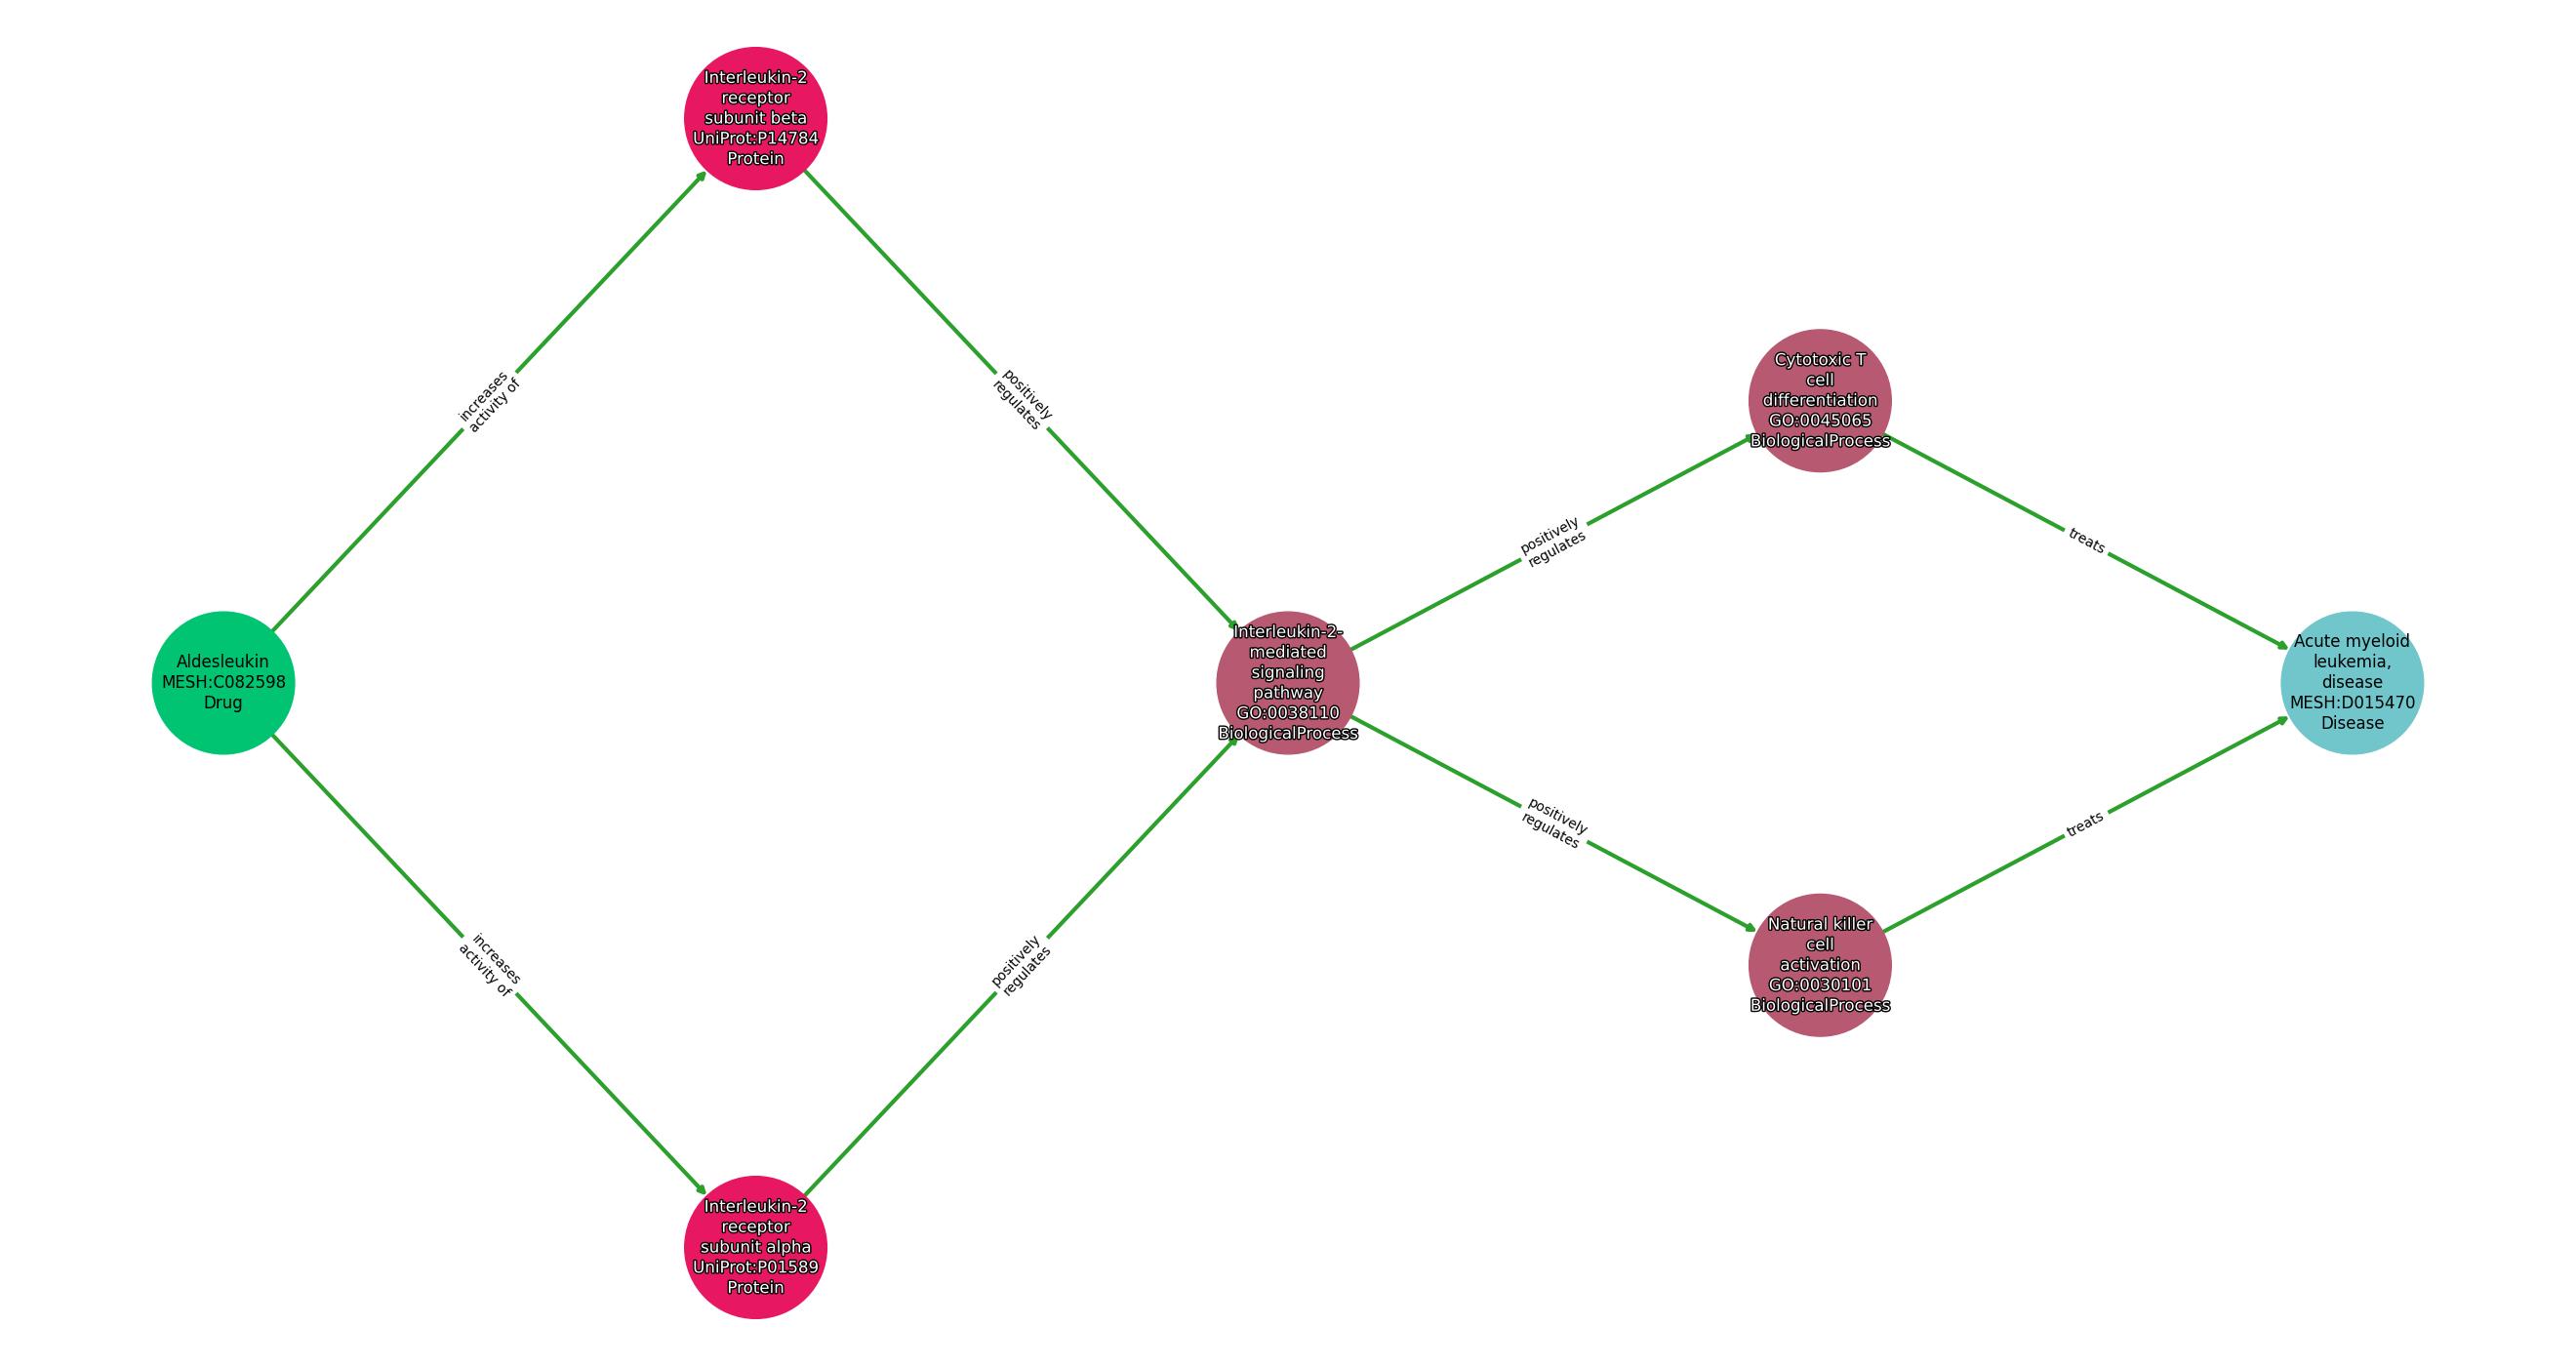 Interleukin-2
receptor
subunit beta
UniProt:P14784
Protein
increases
activity of
positively
regulates
Cytotoxic T
cell
differentiation
GO:0045065
BiologicalProcess
positively
regulates
treats
Aldesleukin
MESH:C082598
Drug
Interleukin-2-
mediated
signaling
pathway
GO:0038110
BiologicalProcess
Acute myeloid
leukemia,
disease
MESH:D015470
Disease
positively
regulates
treats
increases
activity of
positively
regulates
Natural killer
cell
activation
GO:0030101
BiologicalProcess
Interleukin-2
receptor
subunit alpha
UniProt:P01589
Protein